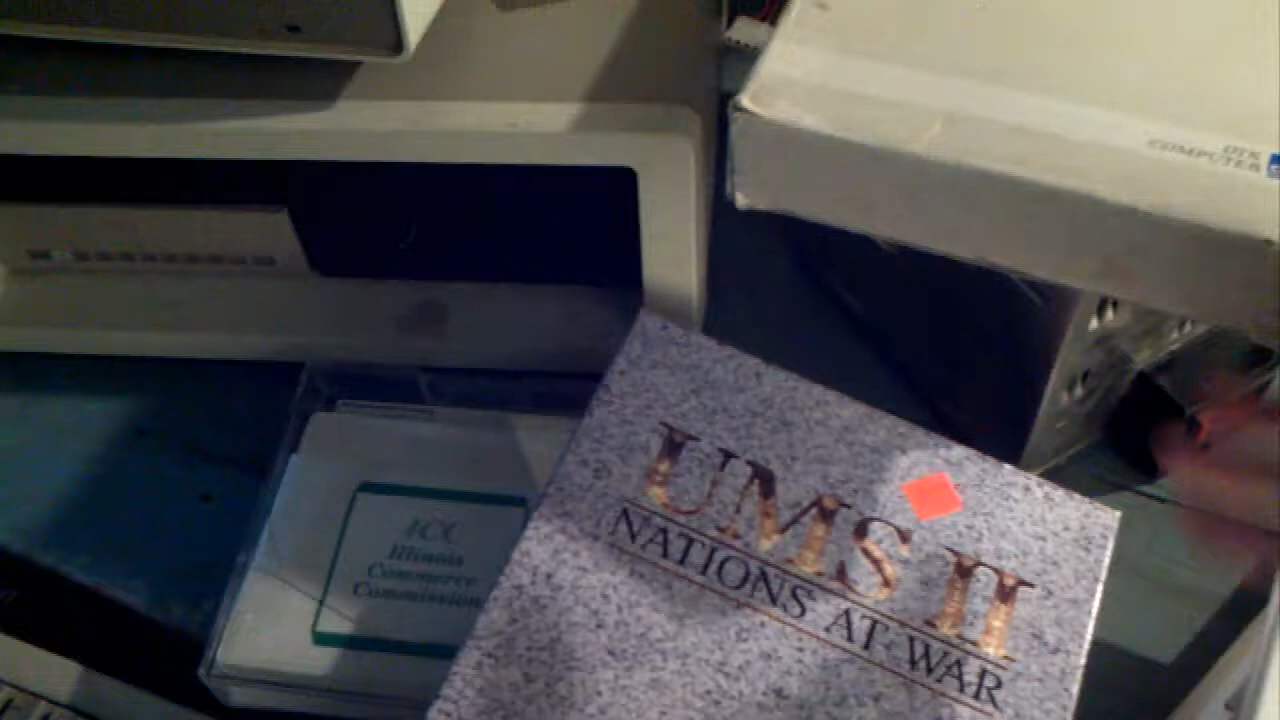 DTK
COMPUTER
ICC
Illinois
Commerce
Commission
UMS II
NATIONS AT WAR